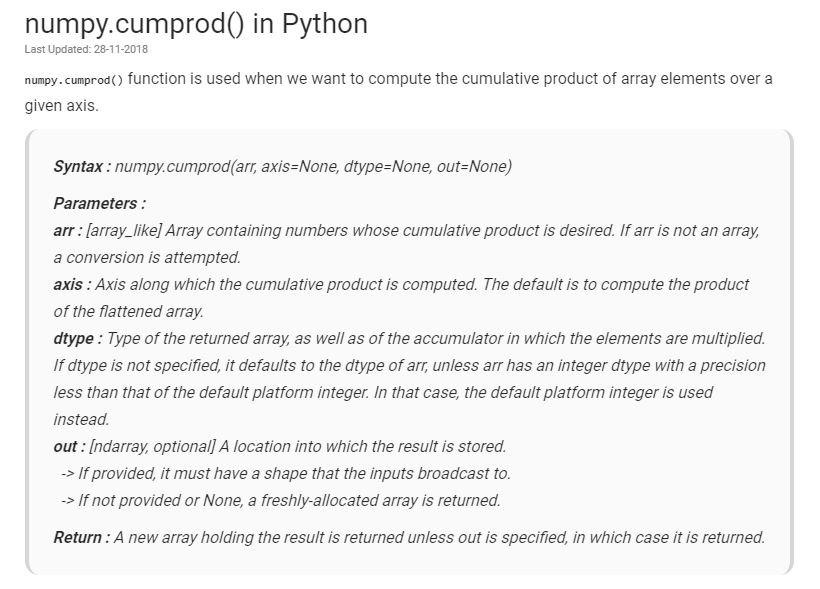 numpy.cumprod() in Python
Last Updated: 28-11-2018
numpy.cumprod() function is used when we want to compute the cumulative product of array elements over a
given axis.
Syntax : numpy.cumprod(arr, axis=None, dtype=None, out=None)
Parameters :
arr : [array_like] Array containing numbers whose cumulative product is desired. If arr is not an array,
a conversion is attempted.
axis : Axis along which the cumulative product is computed. The default is to compute the product
of the flattened array.
dtype : Type of the returned array, as well as of the accumulator in which the elements are multiplied.
If dtype is not specified, it defaults to the dtype of arr, unless arr has an integer dtype with a precision
less than that of the default platform integer. In that case, the default platform integer is used
instead.
out : [ndarray, optional] A location into which the result is stored.
-> If provided, it must have a shape that the inputs broadcast to.
-> If not provided or None, a freshly-allocated array is returned.
Return : A new array holding the result is returned unless out is specified, in which case it is returned.